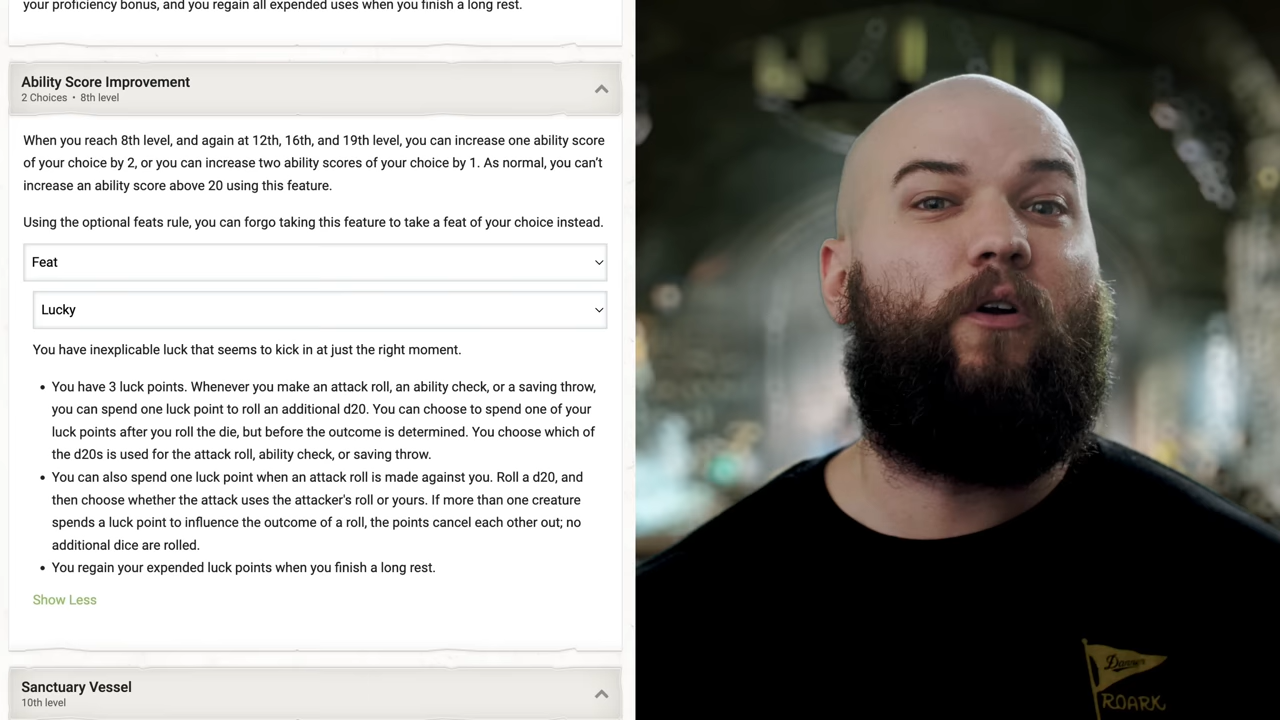 your proficiency bonus, and you regain all expended uses when you finish a long rest.
Ability Score Improvement
2 Choices • 8th level
When you reach 8th level, and again at 12th, 16th, and 19th level, you can increase one ability score
of your choice by 2, or you can increase two ability scores of your choice by 1. As normal, you can’t
increase an ability score above 20 using this feature.
Using the optional feats rule, you can forgo taking this feature to take a feat of your choice instead.
Feat
Lucky
You have inexplicable luck that seems to kick in at just the right moment.
• You have 3 luck points. Whenever you make an attack roll, an ability check, or a saving throw,
you can spend one luck point to roll an additional d20. You can choose to spend one of your
luck points after you roll the die, but before the outcome is determined. You choose which of
the d20s is used for the attack roll, ability check, or saving throw.
• You can also spend one luck point when an attack roll is made against you. Roll a d20, and
then choose whether the attack uses the attacker's roll or yours. If more than one creature
spends a luck point to influence the outcome of a roll, the points cancel each other out; no
additional dice are rolled.
• You regain your expended luck points when you finish a long rest.
Show Less
Sanctuary Vessel
10th level
ROARK